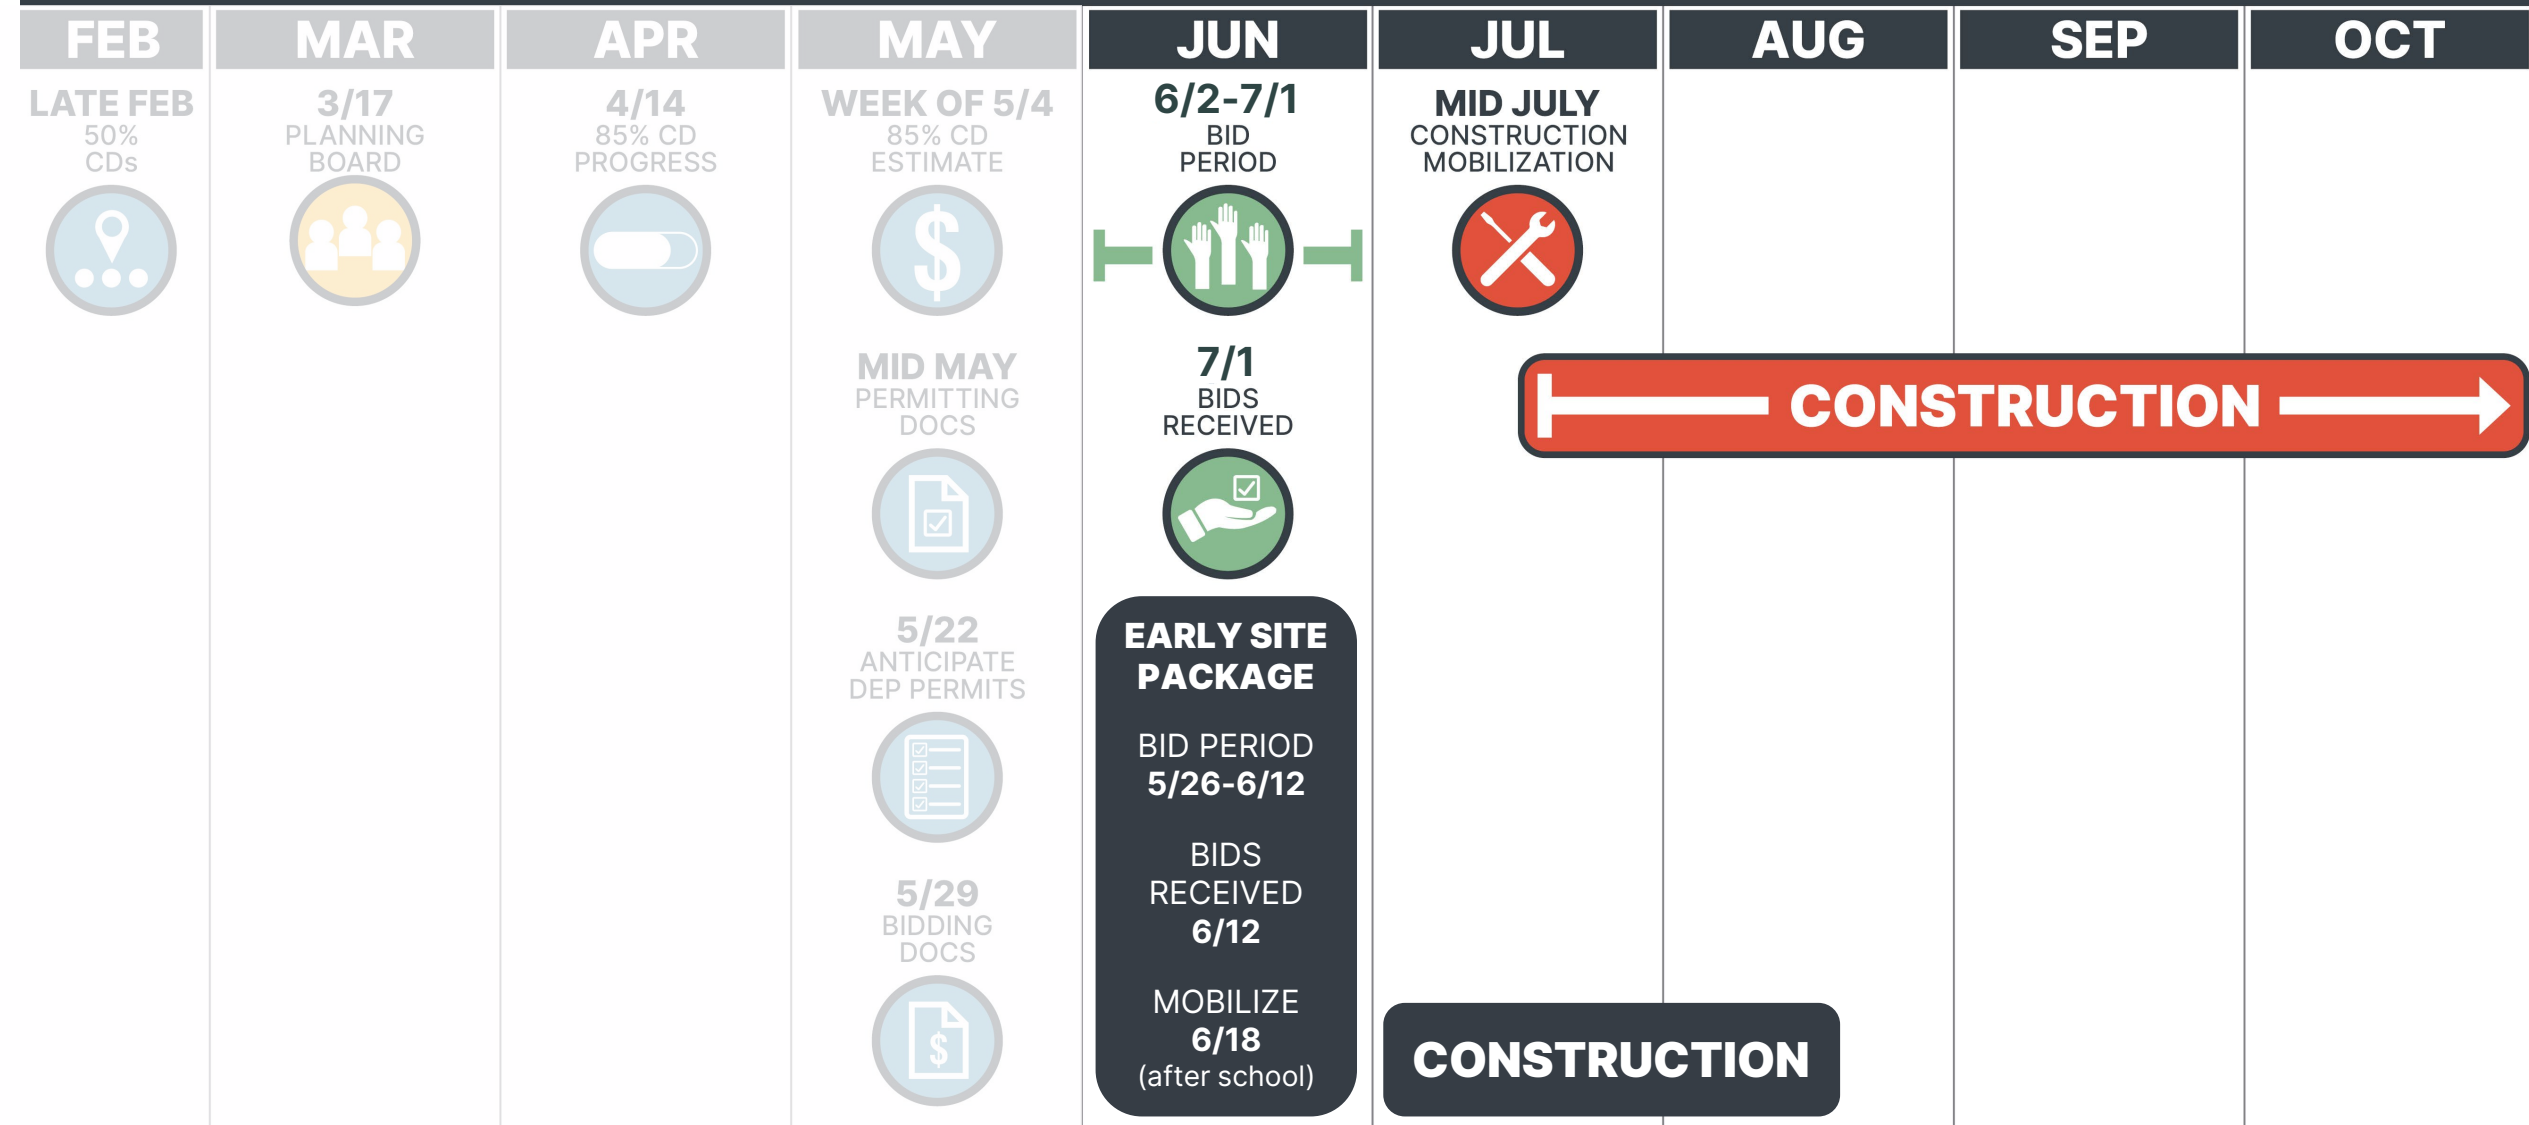 FEB
MAR
APR
MAY
JUN
JUL
AUG
SEP
OCT
LATE FEB
50%
CDs
3/17
PLANNING
BOARD
4/14
85% CD
PROGRESS
WEEK OF 5/4
85% CD
ESTIMATE
$
MID MAY
PERMITTING
DOCS
5/22
ANTICIPATE
DEP PERMITS
5/29
BIDDING
DOCS
$
6/2-7/1
BID
PERIOD
7/1
BIDS
RECEIVED
EARLY SITE
PACKAGE
BID PERIOD
5/26-6/12
BIDS
RECEIVED
6/12
MOBILIZE
6/18
(after school)
MID JULY
CONSTRUCTION
MOBILIZATION
CONSTRUCTION
CONSTRUCTION